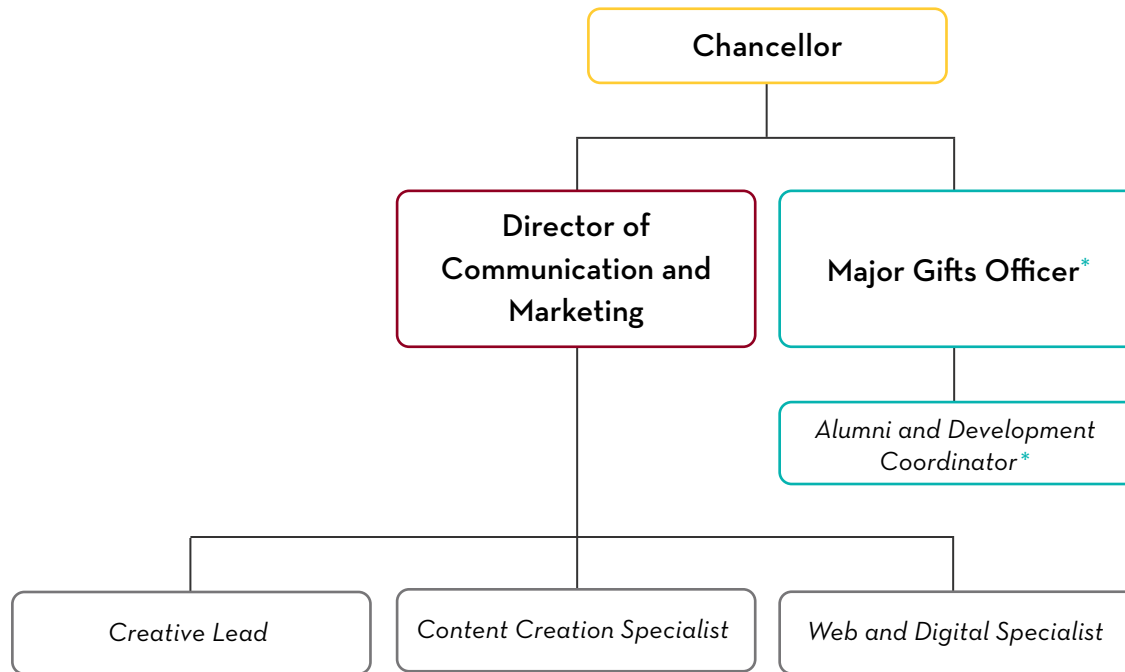 Chancellor
Director of
Communication and
Marketing
Major Gifts Officer*
Alumni and Development
Coordinator*
Creative Lead
Content Creation Specialist
Web and Digital Specialist